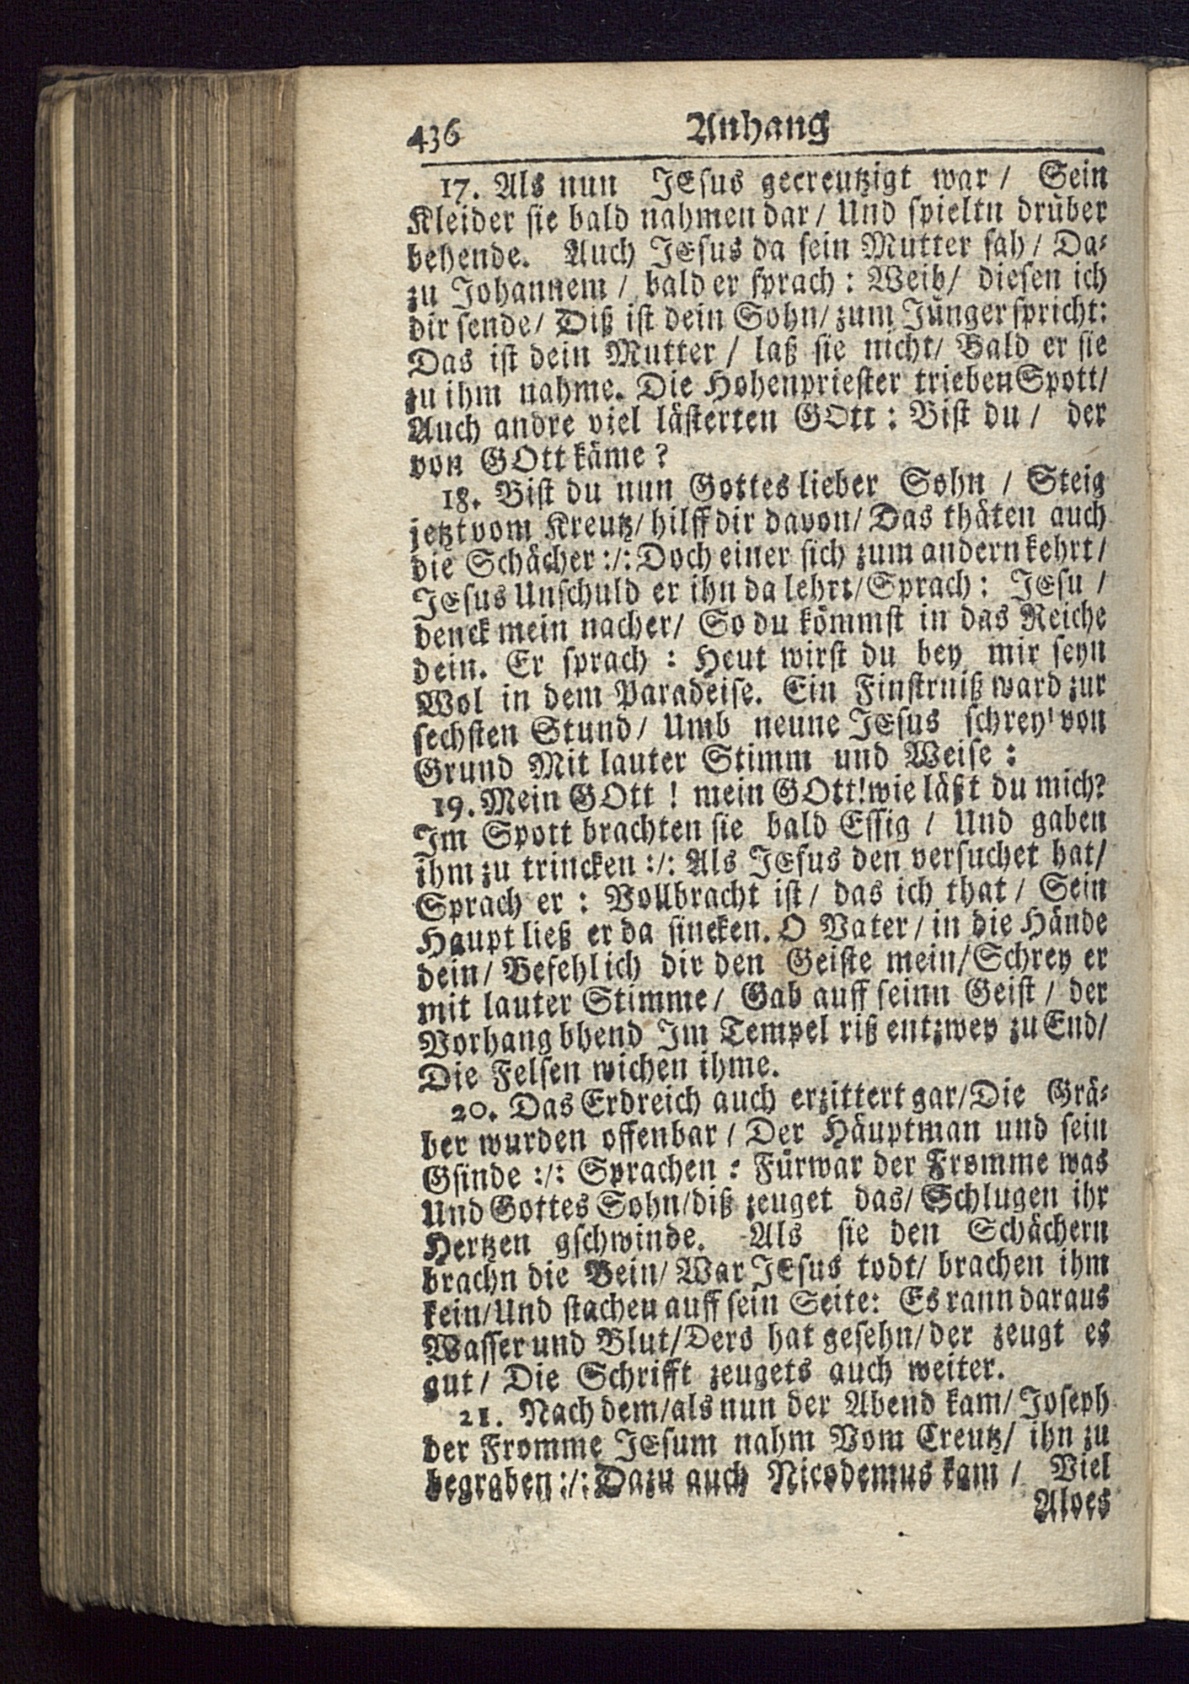 436 Anhang
17. Als nun JEsus gecreutzigt war / Sein
Kleider sie bald nahmen dar / Und spieltn drüber
behende. Auch JEsus da sein Mutter sah / Da-
zu Johannem / bald er sprach : Weib / diesen ich
dir sende / Diß ist dein Sohn / zum Jünger spricht:
Das ist dein Mutter / laß sie nicht / Bald er sie
zu ihm nahme. Die Hohenpriester trieben Spott /
Auch andre viel lästerten GOtt : Bist du / der
von GOtt käme ?
18. Bist du nun Gottes lieber Sohn / Steig
jetzt vom Kreutz / hilff dir davon / Das thäten auch
die Schächer :/: Doch einer sich zum andern kehrt /
JEsus Unschuld er ihn da lehrt / Sprach : JEsu /
denck mein nacher / So du kömmst in das Reiche
dein. Er sprach : Heut wirst du bey mir seyn
Wol in dem Paradeise. Ein Finstrniß ward zur
sechsten Stund / Umb neune JEsus schrey' von
Grund Mit lauter Stimm und Weise :
19. Mein GOtt ! mein GOtt! wie läßt du mich?
Im Spott brachten sie bald Essig / Und gaben
ihm zu trincken :/: Als JEsus den versuchet hat /
Sprach er : Vollbracht ist / das ich that / Sein
Haupt ließ er da sincken. O Vater / in die Hände
dein / Befehl ich dir den Geiste mein / Schrey er
mit lauter Stimme / Gab auff seinn Geist / der
Vorhang bhend Im Tempel riß entzwey zu End /
Die Felsen wichen ihme.
20. Das Erdreich auch erzittert gar / Die Grä-
ber wurden offenbar / Der Häuptman und sein
Gsinde :/: Sprachen : Fürwar der Fromme was
Und Gottes Sohn / diß zeuget das / Schlugen ihr
Hertzen gschwinde. Als sie den Schächern
brachn die Bein / War JEsus todt / brachen ihm
kein / Und stachen auff sein Seite: Es rann daraus
Wasser und Blut / Ders hat gesehn / der zeugt es
gut / Die Schrifft zeugets auch weiter.
21. Nach dem / als nun der Abend kam / Joseph
der Fromme JEsum nahm Vom Creutz / ihn zu
begraben :/: Dazu auch Nicodemus kam / Viel
Aloes